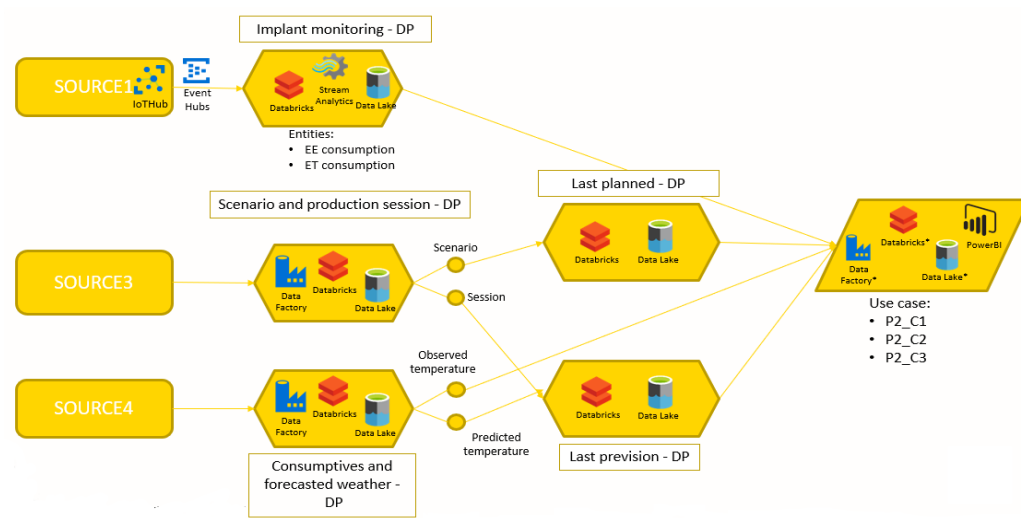 Implant monitoring - DP
SOURCE1
IoTHub
Event
Hubs
Databricks
Stream
Analytics
Data Lake
Entities:
• EE consumption
• ET consumption
Scenario and production session - DP
SOURCE3
Data
Factory
Databricks
Data Lake
Scenario
Session
Last planned - DP
Databricks
Data Lake
Databricks*
PowerBI
Data
Factory*
Data Lake*
Use case:
• P2_C1
• P2_C2
• P2_C3
SOURCE4
Data
Factory
Databricks
Data Lake
Observed
temperature
Predicted
temperature
Databricks
Data Lake
Last prevision - DP
Consumptives and
forecasted weather -
DP